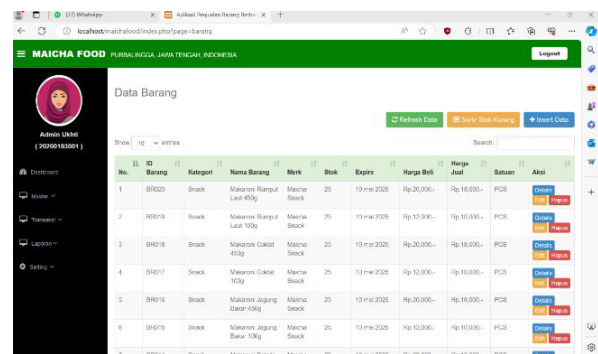 (27) WhatsApp
Aplikasi Penjualan Barang Berba
localhost/maichafood/index.php?page=barang
MAICHA FOOD PURBALINGGA, JAWA TENGAH, INDONESIA
Logout
Admin Ukhti
( 20200193001 )
Dashboard
Master
Transaksi
Laporan
Setting
Data Barang
Refresh Data Sortir Stok Kurang + Insert Data
Show 10 entries
Search:
No. ID Barang Kategori Nama Barang Merk Stok Expire Harga Beli Harga Jual Satuan Aksi
1 BR020 Snack Makaroni Rumput Laut 450g Maicha Snack 25 10 mei 2025 Rp.20,000,- Rp.18,000,- PCS Details Edit Hapus
2 BR019 Snack Makaroni Rumput Laut 100g Maicha Snack 25 10 mei 2025 Rp.12,000,- Rp.10,000,- PCS Details Edit Hapus
3 BR018 Snack Makaroni Coklat 450g Maicha Snack 25 10 mei 2025 Rp.20,000,- Rp.18,000,- PCS Details Edit Hapus
4 BR017 Snack Makaroni Coklat 100g Maicha Snack 25 10 mei 2025 Rp.12,000,- Rp.10,000,- PCS Details Edit Hapus
5 BR016 Snack Makaroni Jagung Bakar 450g Maicha Snack 25 10 mei 2025 Rp.20,000,- Rp.18,000,- PCS Details Edit Hapus
6 BR015 Snack Makaroni Jagung Bakar 100g Maicha Snack 25 10 mei 2025 Rp.12,000,- Rp.10,000,- PCS Details Edit Hapus